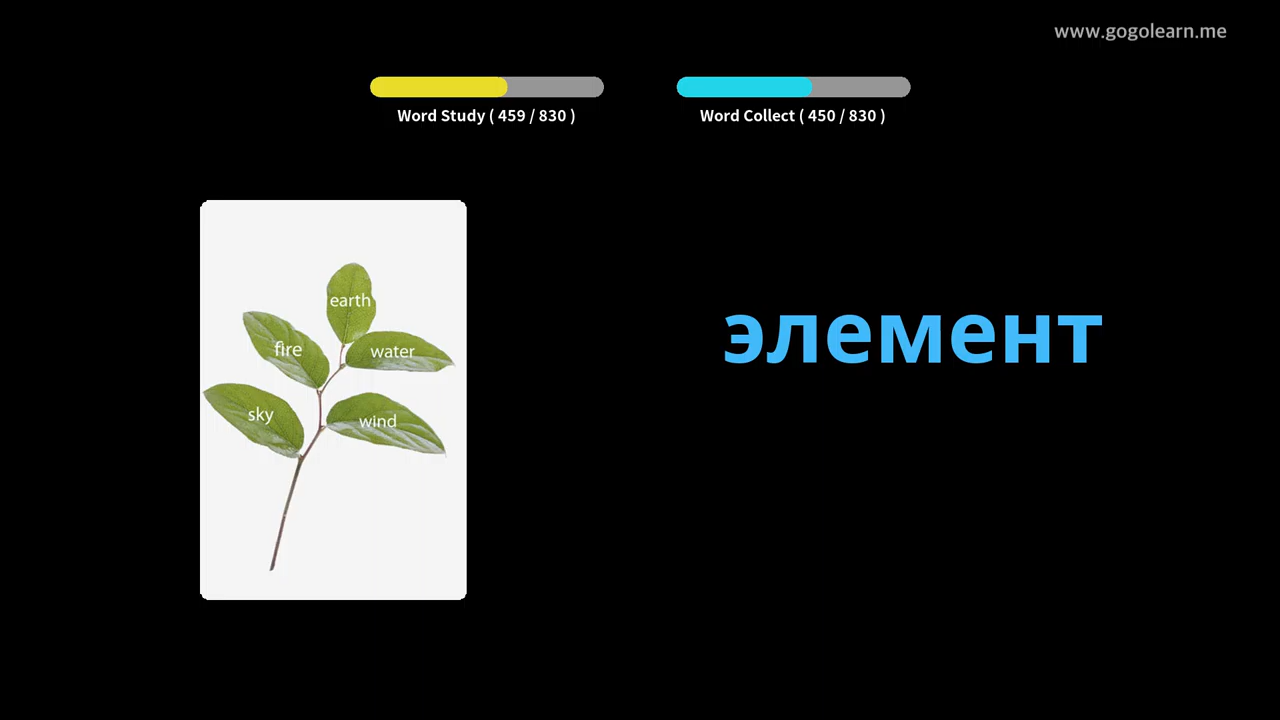 www.gogolearn.me
Word Study ( 459 / 830 )
Word Collect ( 450 / 830 )
earth
fire
water
sky
wind
элемент